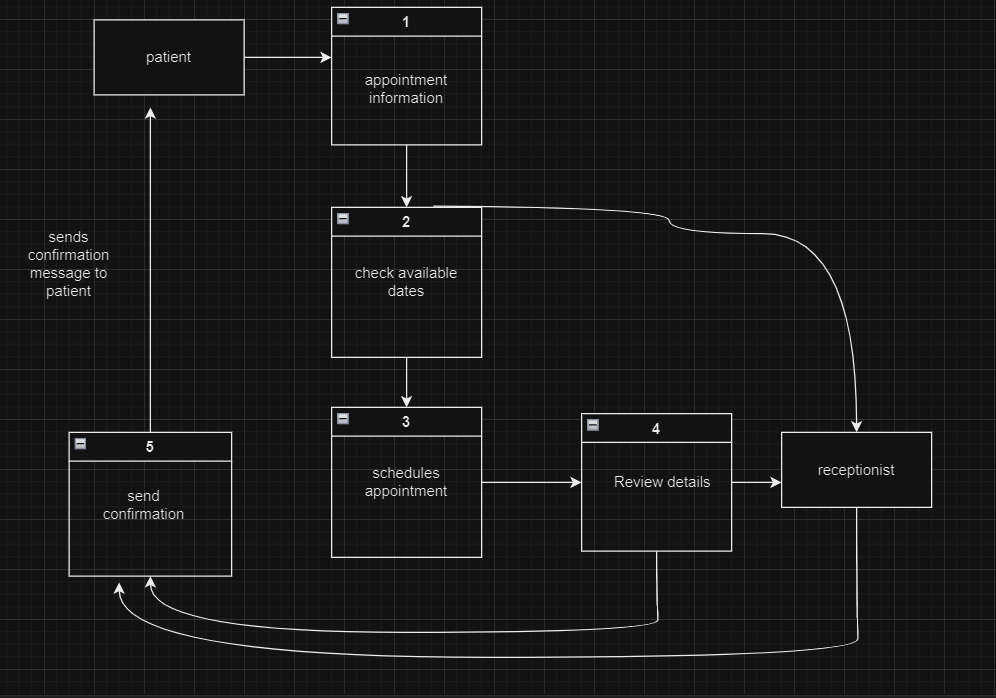 patient
1
appointment
information
2
check available
dates
sends
confirmation
message to
patient
3
schedules
appointment
4
Review details
receptionist
5
send
confirmation